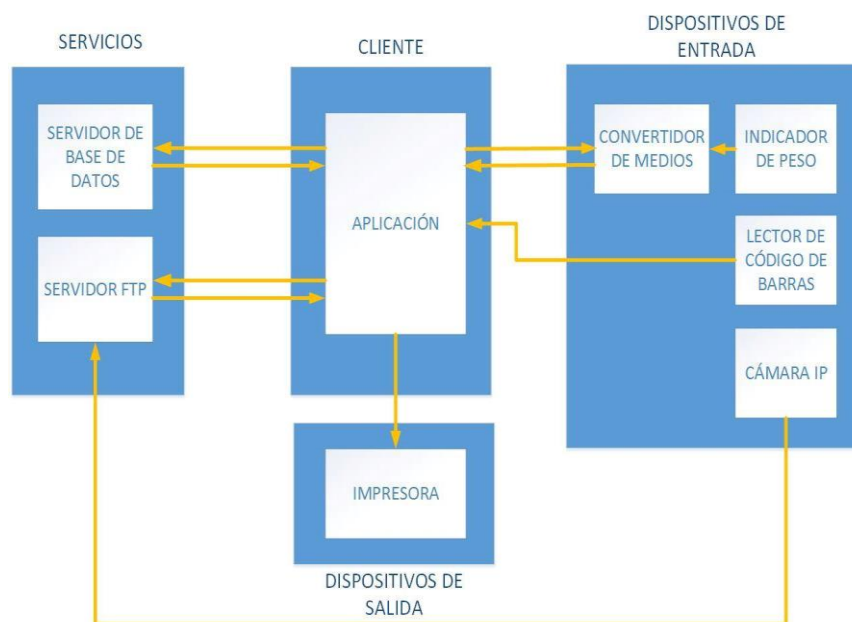 SERVICIOS
SERVIDOR DE
BASE DE
DATOS
SERVIDOR FTP
CLIENTE
APLICACIÓN
IMPRESORA
DISPOSITIVOS DE
SALIDA
DISPOSITIVOS DE
ENTRADA
CONVERTIDOR
DE MEDIOS
INDICADOR
DE PESO
LECTOR DE
CÓDIGO DE
BARRAS
CÁMARA IP